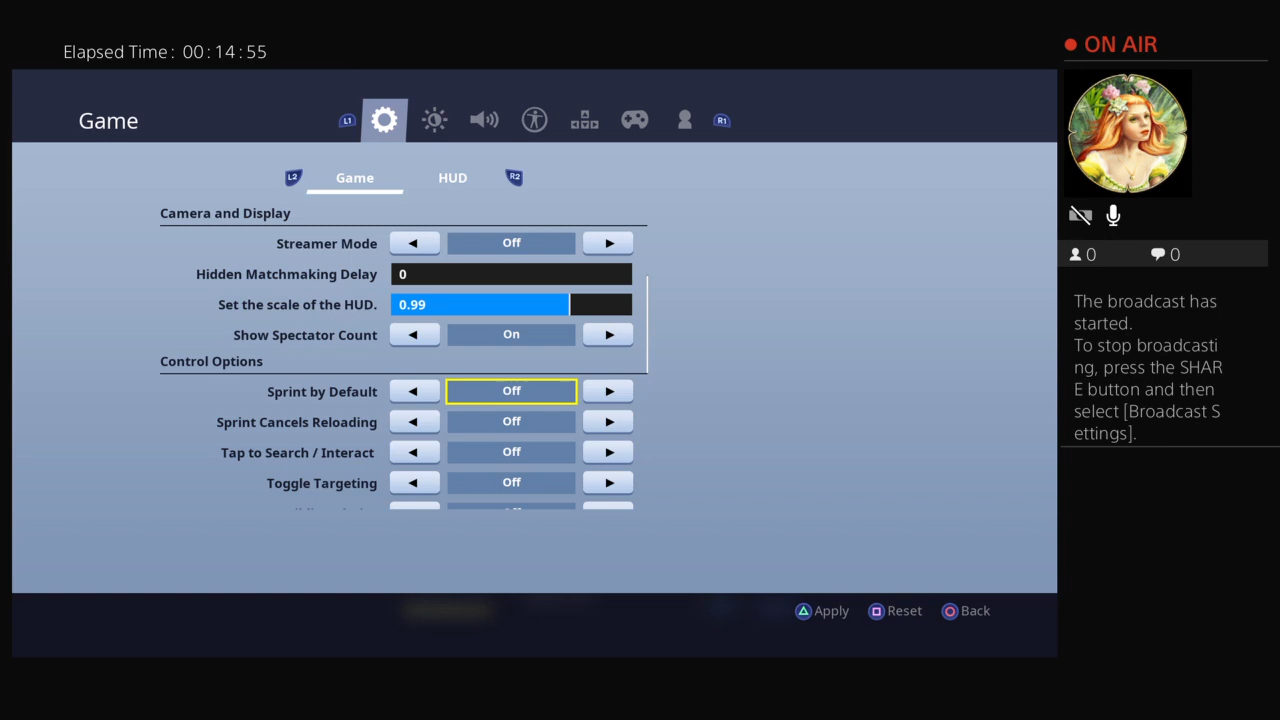 Elapsed Time: 00:14:55
ON AIR
Game
L1
R1
L2
Game
HUD
R2
Camera and Display
Streamer Mode
Off
Hidden Matchmaking Delay
0
Set the scale of the HUD.
0.99
Show Spectator Count
On
Control Options
Sprint by Default
Off
Sprint Cancels Reloading
Off
Tap to Search / Interact
Off
Toggle Targeting
Off
Apply
Reset
Back
0
0
The broadcast has
started.
To stop broadcasti
ng, press the SHAR
E button and then
select [Broadcast S
ettings].